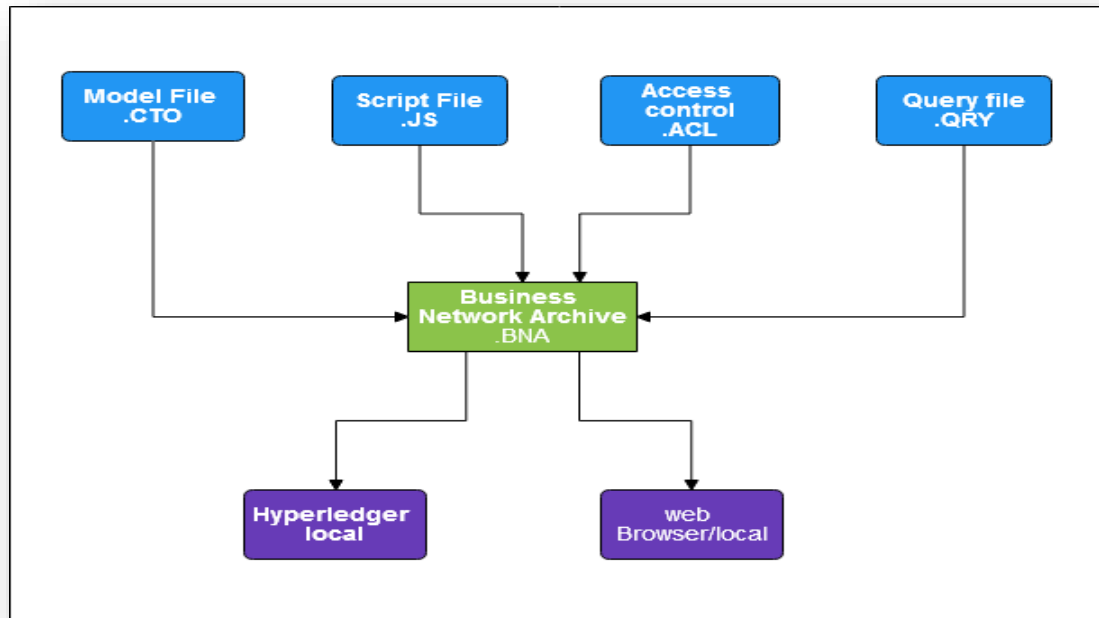 Model File
.CTO
Script File
.JS
Access
control
.ACL
Query file
.QRY
Business
Network Archive
.BNA
Hyperledger
local
web
Browser/local